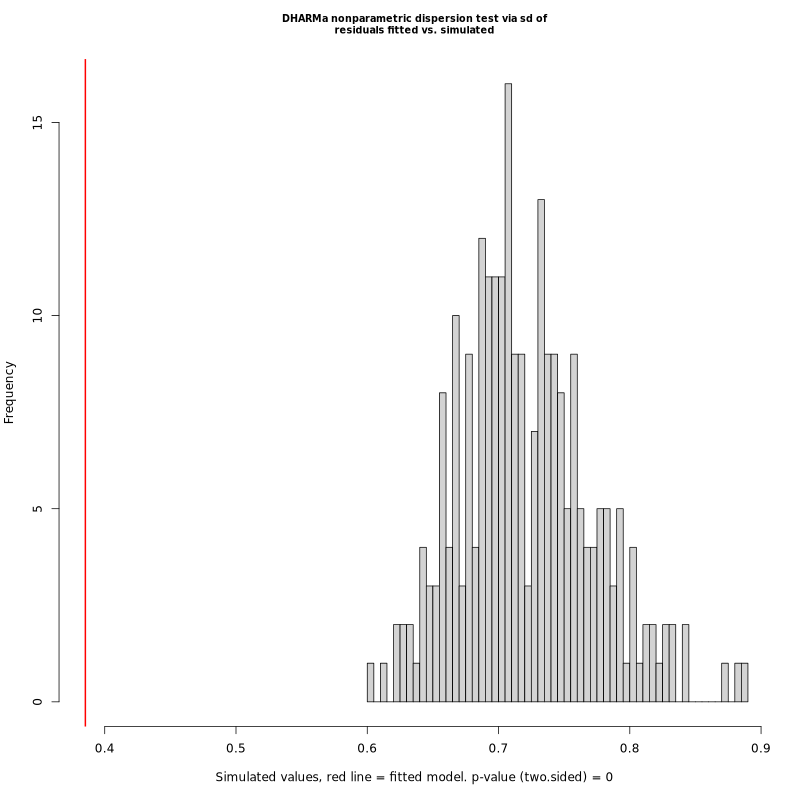 DHARMa nonparametric dispersion test via sd of
residuals fitted vs. simulated
Frequency
15
10
5
0
0.4 0.5 0.6 0.7 0.8 0.9
Simulated values, red line = fitted model. p-value (two.sided) = 0